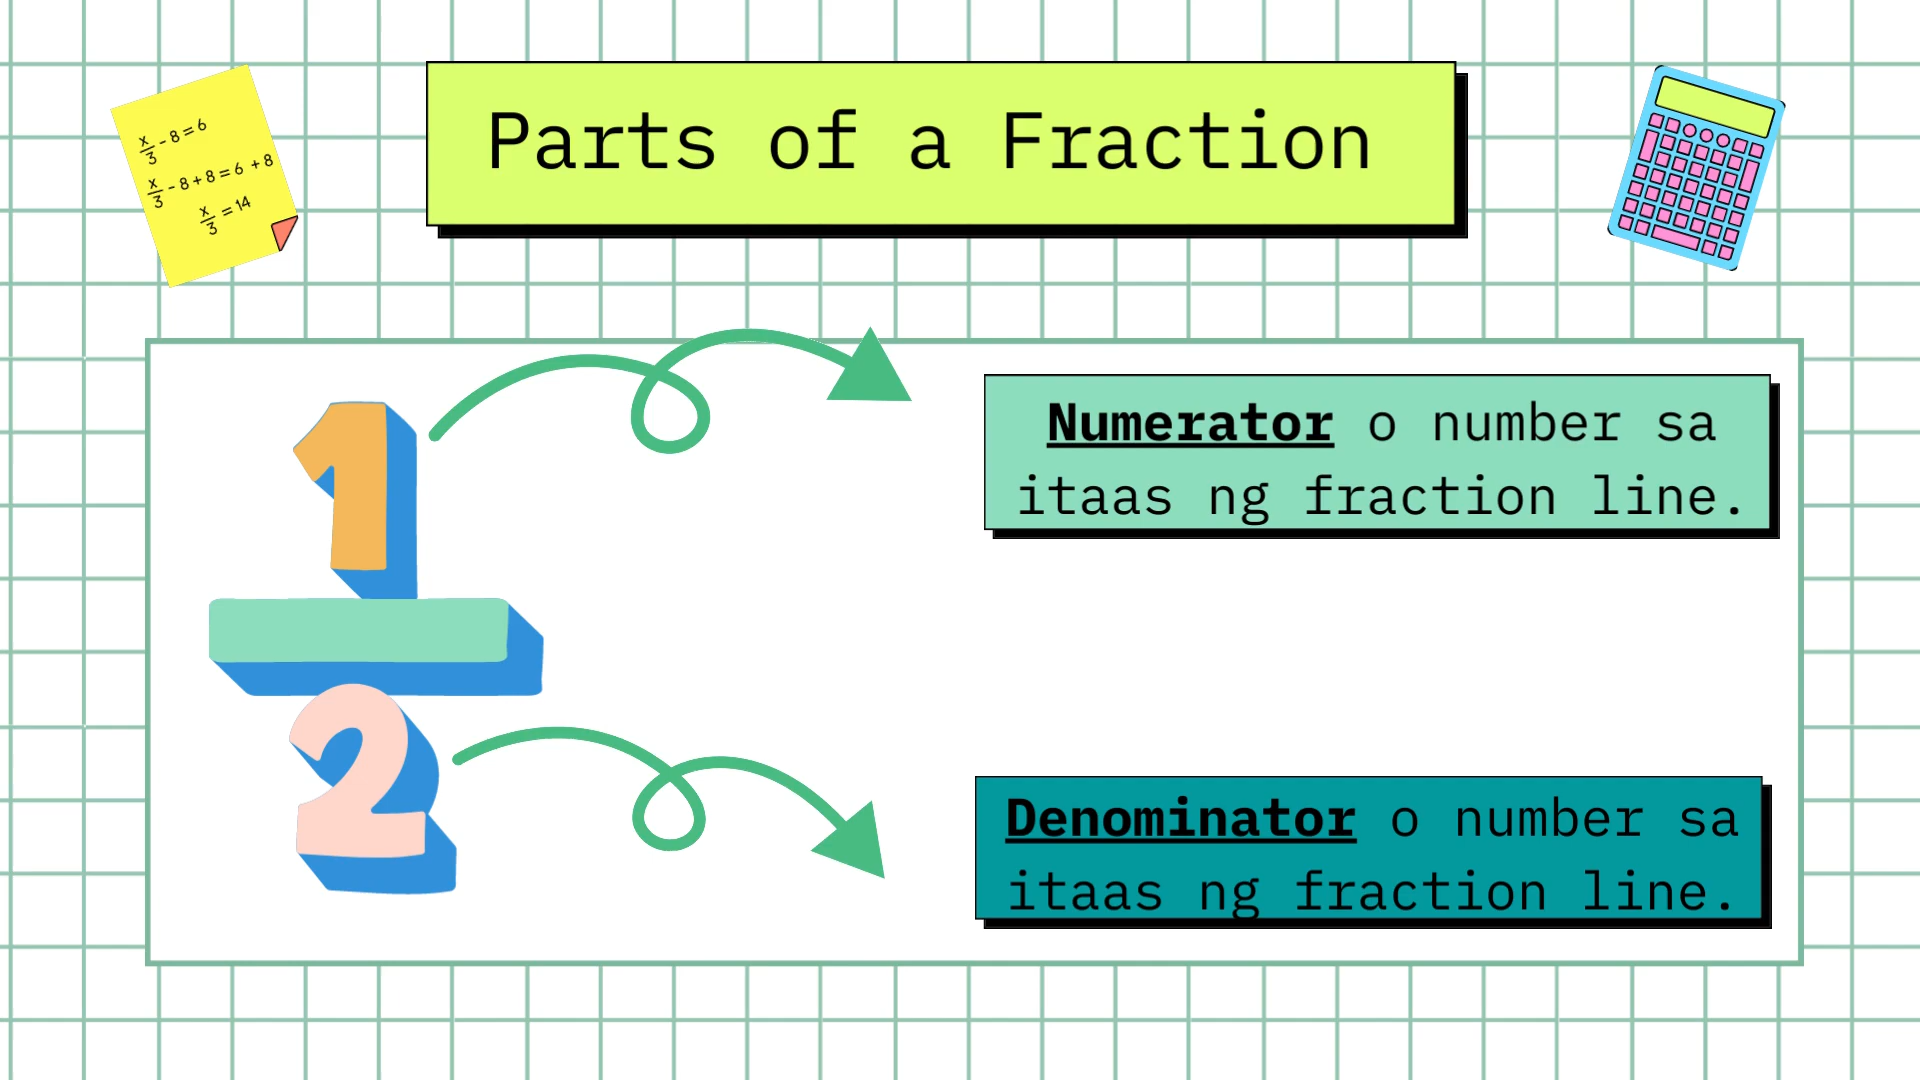 Parts of a Fraction
x/3 - 8 = 6
x/3 - 8 + 8 = 6 + 8
x/3 = 14
1
Numerator o number sa
itaas ng fraction line.
2
Denominator o number sa
itaas ng fraction line.